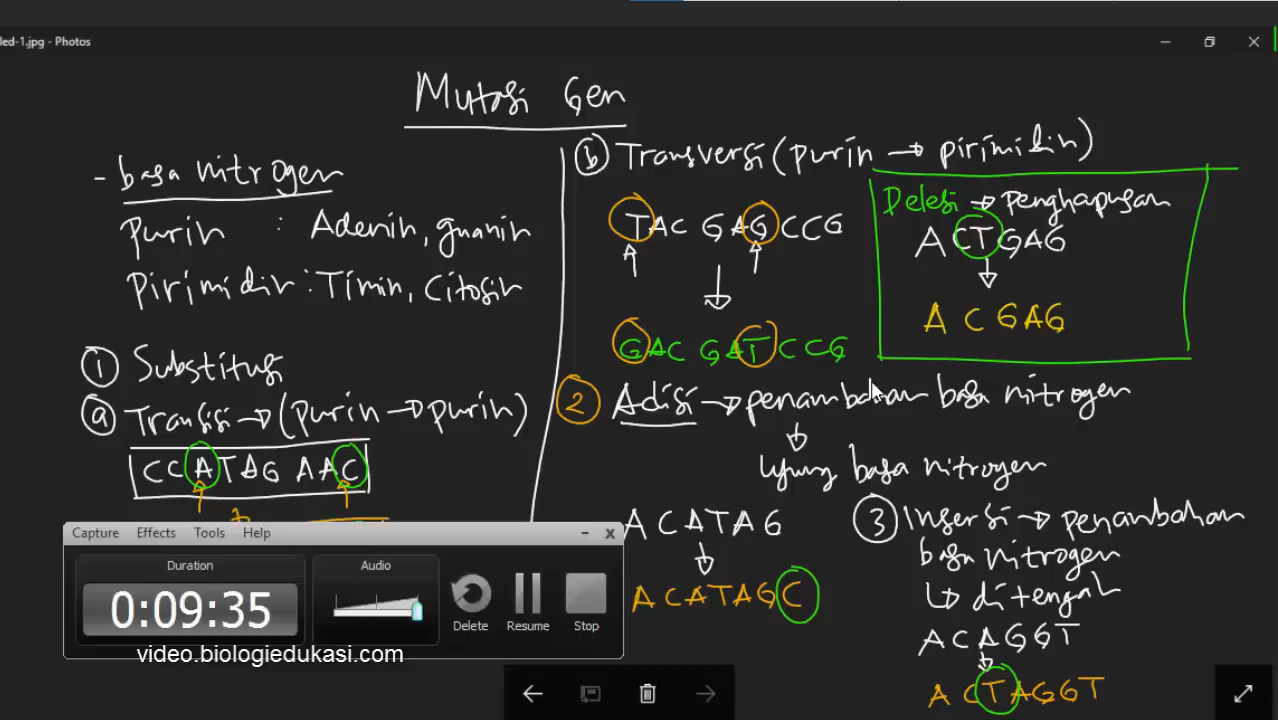 led-1.jpg - Photos
Mutasi Gen
- basa nitrogen
Purin : Adenin, guanin
Pirimidin : Timin, Citosin
1 Substitusi
a Transisi → (purin → purin)
CCATAG AAC
b Transversi (purin → pirimidin)
TAC GAG CCG
GAC GAT CCG
Delesi → penghapusan
ACTGAG
ACGAG
2 Adisi → penambahan basa nitrogen
ujung basa nitrogen
ACATAG
ACATAGC
3 Insersi → penambahan
basa nitrogen
↳ ditengah
ACAGGT
ACTAGGT
Capture Effects Tools Help
Duration Audio
0:09:35
Delete Resume Stop
video.biologiedukasi.com